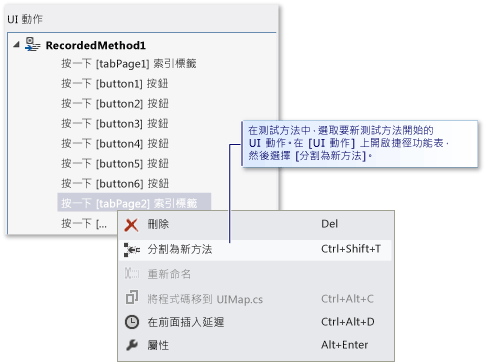 UI 動作
RecordedMethod1
按一下 [tabPage1] 索引標籤
按一下 [button1] 按鈕
按一下 [button2] 按鈕
按一下 [button3] 按鈕
按一下 [button4] 按鈕
按一下 [button5] 按鈕
按一下 [button6] 按鈕
按一下 [tabPage2] 索引標籤
按一下 [...
在測試方法中,選取要新測試方法開始的
UI 動作。在 [UI 動作] 上開啟捷徑功能表,
然後選擇 [分割為新方法]。
刪除 Del
分割為新方法 Ctrl+Shift+T
重新命名
將程式碼移到 UIMap.cs Ctrl+Alt+C
在前面插入延遲 Ctrl+Alt+D
屬性 Alt+Enter